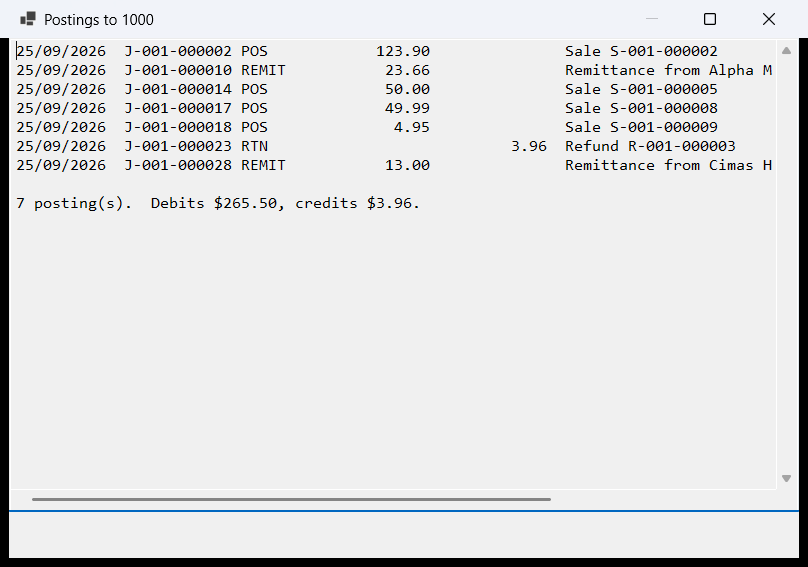 Postings to 1000
25/09/2026  J-001-000002 POS            123.90               Sale S-001-000002
25/09/2026  J-001-000010 REMIT           23.66               Remittance from Alpha M
25/09/2026  J-001-000014 POS             50.00               Sale S-001-000005
25/09/2026  J-001-000017 POS             49.99               Sale S-001-000008
25/09/2026  J-001-000018 POS              4.95               Sale S-001-000009
25/09/2026  J-001-000023 RTN                           3.96  Refund R-001-000003
25/09/2026  J-001-000028 REMIT           13.00               Remittance from Cimas H
7 posting(s).  Debits $265.50, credits $3.96.